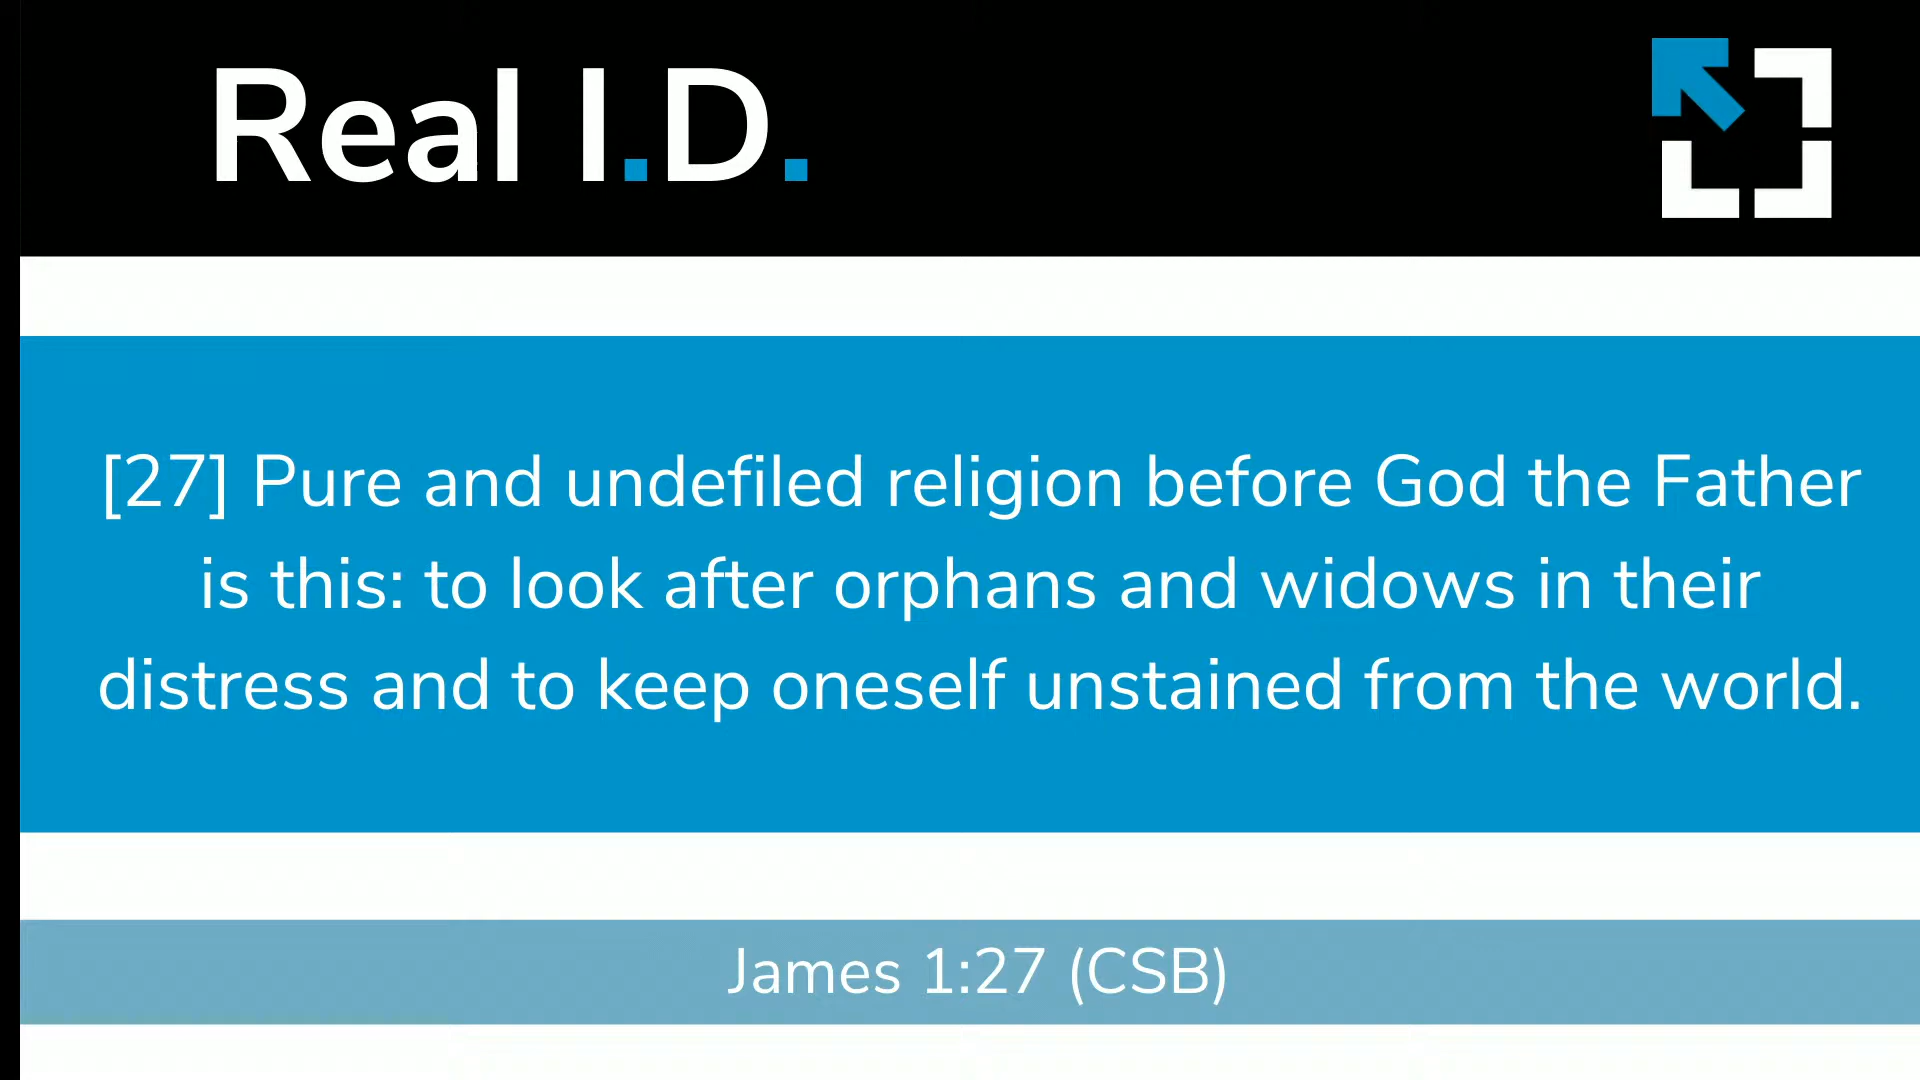 Real I.D.
[27] Pure and undefiled religion before God the Father
is this: to look after orphans and widows in their
distress and to keep oneself unstained from the world.
James 1:27 (CSB)